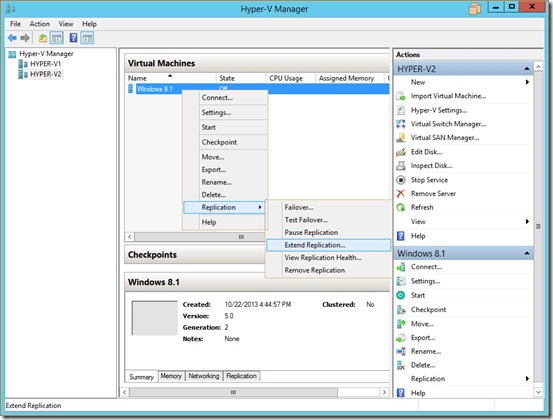 Hyper-V Manager
File Action View Help
Hyper-V Manager
HYPER-V1
HYPER-V2
Virtual Machines
Name State CPU Usage Assigned Memory
Windows 8.1
Connect...
Settings...
Start
Checkpoint
Move...
Export...
Rename...
Delete...
Replication
Help
Failover...
Test Failover...
Pause Replication
Extend Replication...
View Replication Health...
Remove Replication
Checkpoints
Windows 8.1
Created: 10/22/2013 4:44:57 PM Clustered: No
Version: 5.0
Generation: 2
Notes: None
Summary Memory Networking Replication
Actions
HYPER-V2
New
Import Virtual Machine...
Hyper-V Settings...
Virtual Switch Manager...
Virtual SAN Manager...
Edit Disk...
Inspect Disk...
Stop Service
Remove Server
Refresh
View
Help
Windows 8.1
Connect...
Settings...
Start
Checkpoint
Move...
Export...
Rename...
Delete...
Replication
Help
Extend Replication